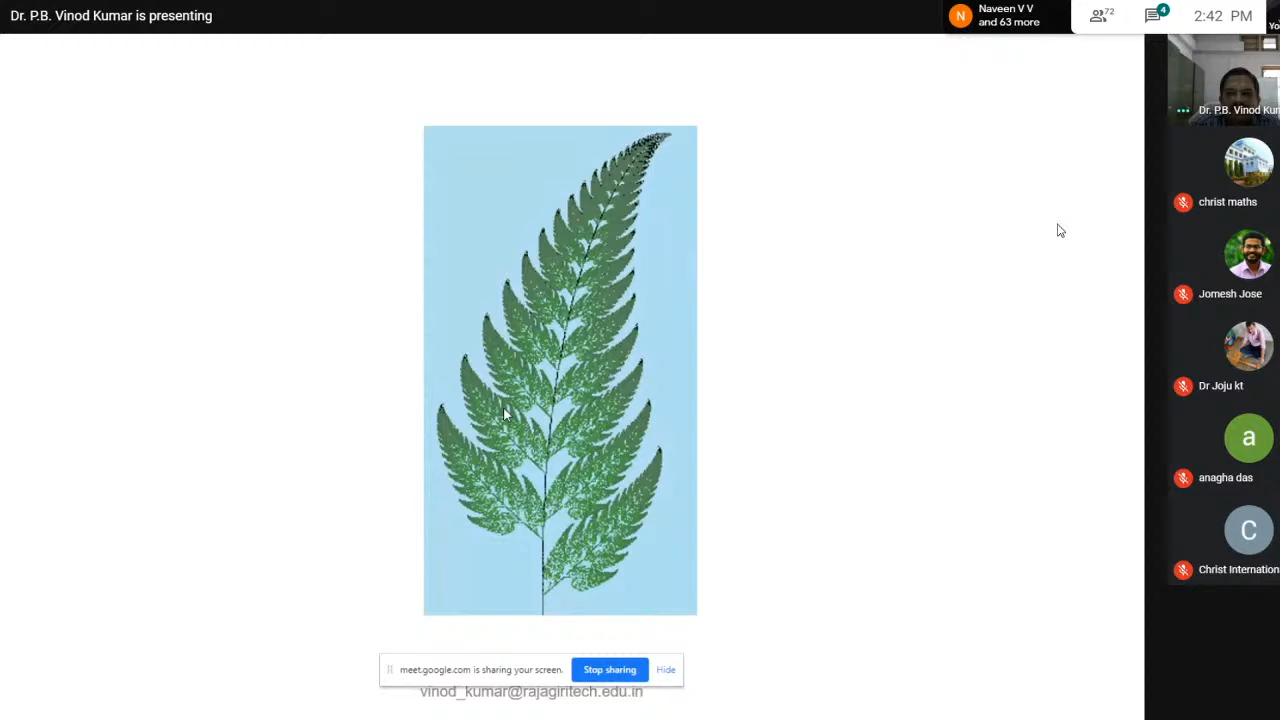 Dr. P.B. Vinod Kumar is presenting
N
Naveen V V
and 63 more
72
4
2:42 PM
Yo
Dr. P.B. Vinod Kum
christ maths
Jomesh Jose
Dr Joju kt
a
anagha das
C
Christ Internation
meet.google.com is sharing your screen.
Stop sharing
Hide
vinod_kumar@rajagiritech.edu.in